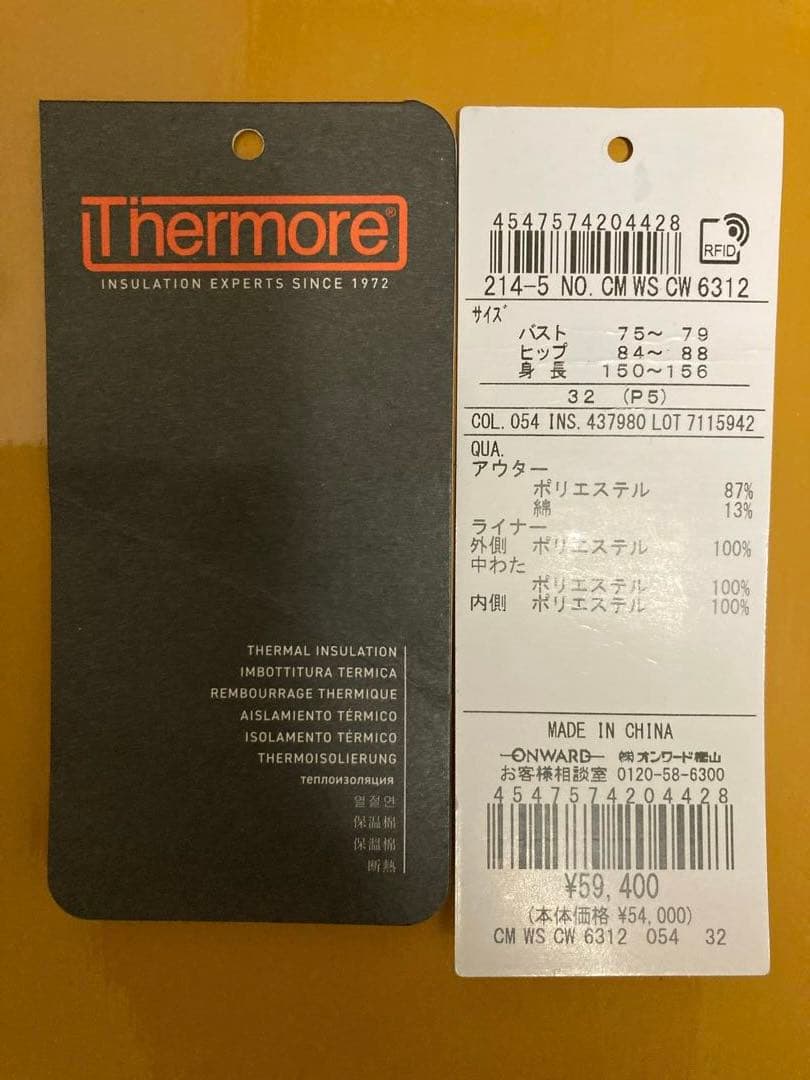 Thermore®
INSULATION EXPERTS SINCE 1972
THERMAL INSULATION
IMBOTTITURA TERMICA
REMBOURRAGE THERMIQUE
AISLAMIENTO TÉRMICO
ISOLAMENTO TÉRMICO
THERMOISOLIERUNG
теплоизоляция
열절연
保温棉
保溫棉
断熱
4547574204428
RFID
214-5 NO. CM WS CW 6312
サイズ
バスト 75～ 79
ヒップ 84～ 88
身長 150～156
32 (P5)
COL. 054 INS. 437980 LOT 7115942
QUA.
アウター
ポリエステル 87%
綿 13%
ライナー
外側 ポリエステル 100%
中わた
ポリエステル 100%
内側 ポリエステル 100%
MADE IN CHINA
ONWARD ㈱オンワード樫山
お客様相談室 0120-58-6300
4547574204428
¥59,400
(本体価格 ¥54,000)
CM WS CW 6312 054 32